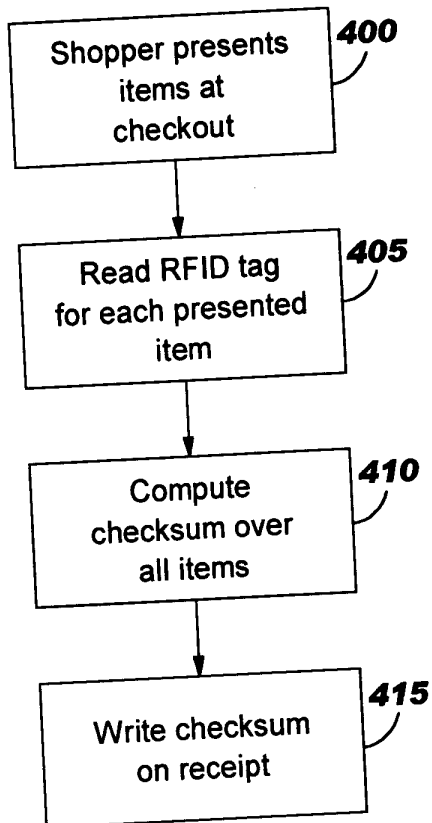 Shopper presents
items at
checkout
400
Read RFID tag
for each presented
item
405
Compute
checksum over
all items
410
Write checksum
on receipt
415